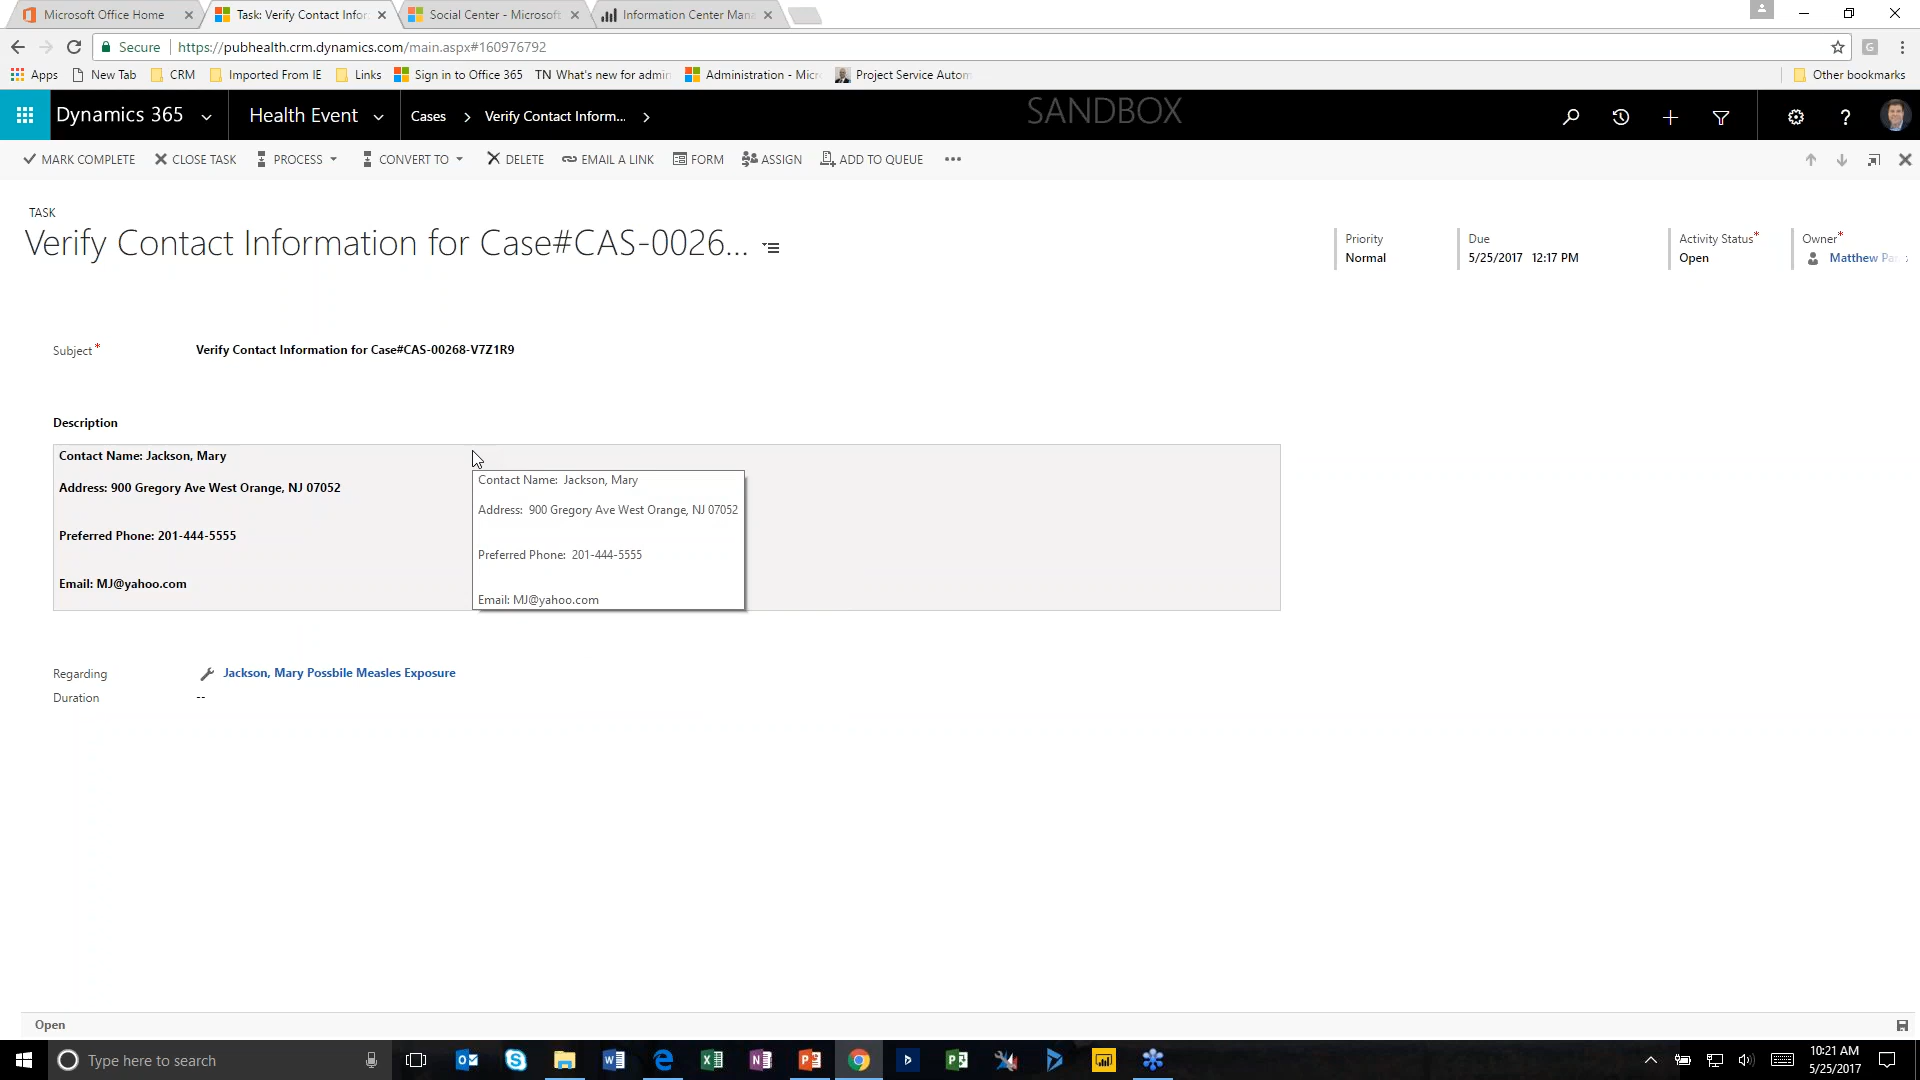 Microsoft Office Home
Task: Verify Contact Infor
Social Center - Microsoft
Information Center Mana
Secure | https://pubhealth.crm.dynamics.com/main.aspx#160976792
Apps New Tab CRM Imported From IE Links Sign in to Office 365 TN What's new for admin Administration - Micr Project Service Autom Other bookmarks
Dynamics 365 Health Event Cases > Verify Contact Inform... > SANDBOX
MARK COMPLETE CLOSE TASK PROCESS CONVERT TO DELETE EMAIL A LINK FORM ASSIGN ADD TO QUEUE •••
TASK
Verify Contact Information for Case#CAS-0026...
Priority
Normal
Due
5/25/2017 12:17 PM
Activity Status*
Open
Owner*
Matthew Pa
Subject* Verify Contact Information for Case#CAS-00268-V7Z1R9
Description
Contact Name: Jackson, Mary
Address: 900 Gregory Ave West Orange, NJ 07052
Preferred Phone: 201-444-5555
Email: MJ@yahoo.com
Contact Name: Jackson, Mary
Address: 900 Gregory Ave West Orange, NJ 07052
Preferred Phone: 201-444-5555
Email: MJ@yahoo.com
Regarding Jackson, Mary Possbile Measles Exposure
Duration --
Open
Type here to search
10:21 AM
5/25/2017